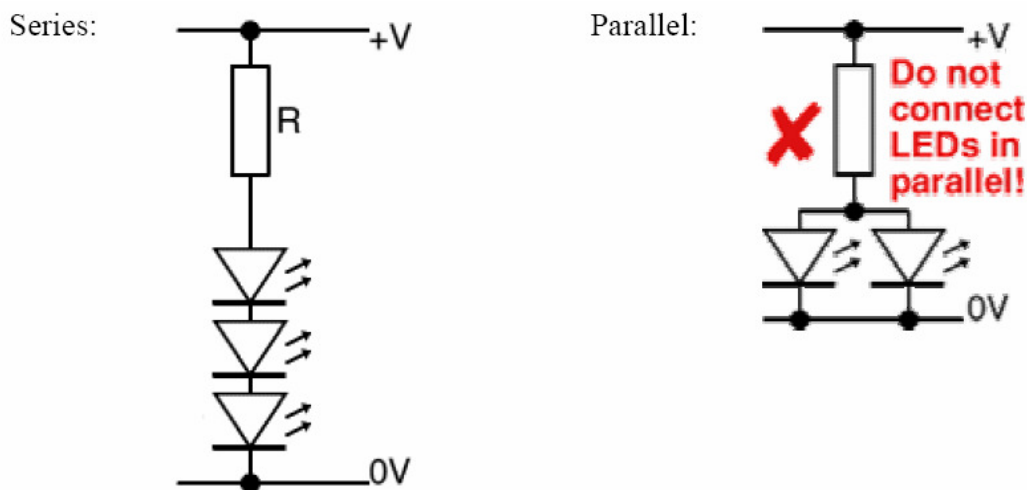 Series:
+V
R
0V
Parallel:
+V
Do not
connect
LEDs in
parallel!
0V